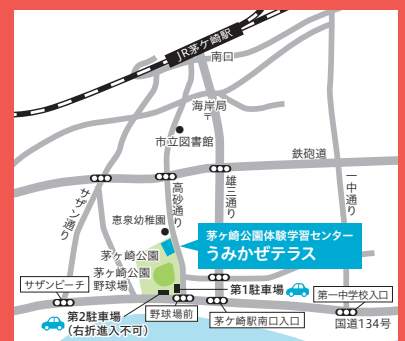 JR茅ケ崎駅
南口
海岸局
〒
市立図書館
鉄砲道
サザン通り
高砂通り
雄三通り
一中通り
恵泉幼稚園
茅ケ崎公園体験学習センター
うみかぜテラス
茅ケ崎公園
茅ケ崎公園
野球場
サザンビーチ
第1駐車場
第一中学校入口
第2駐車場
(右折進入不可)
野球場前
茅ケ崎駅南口入口
国道134号